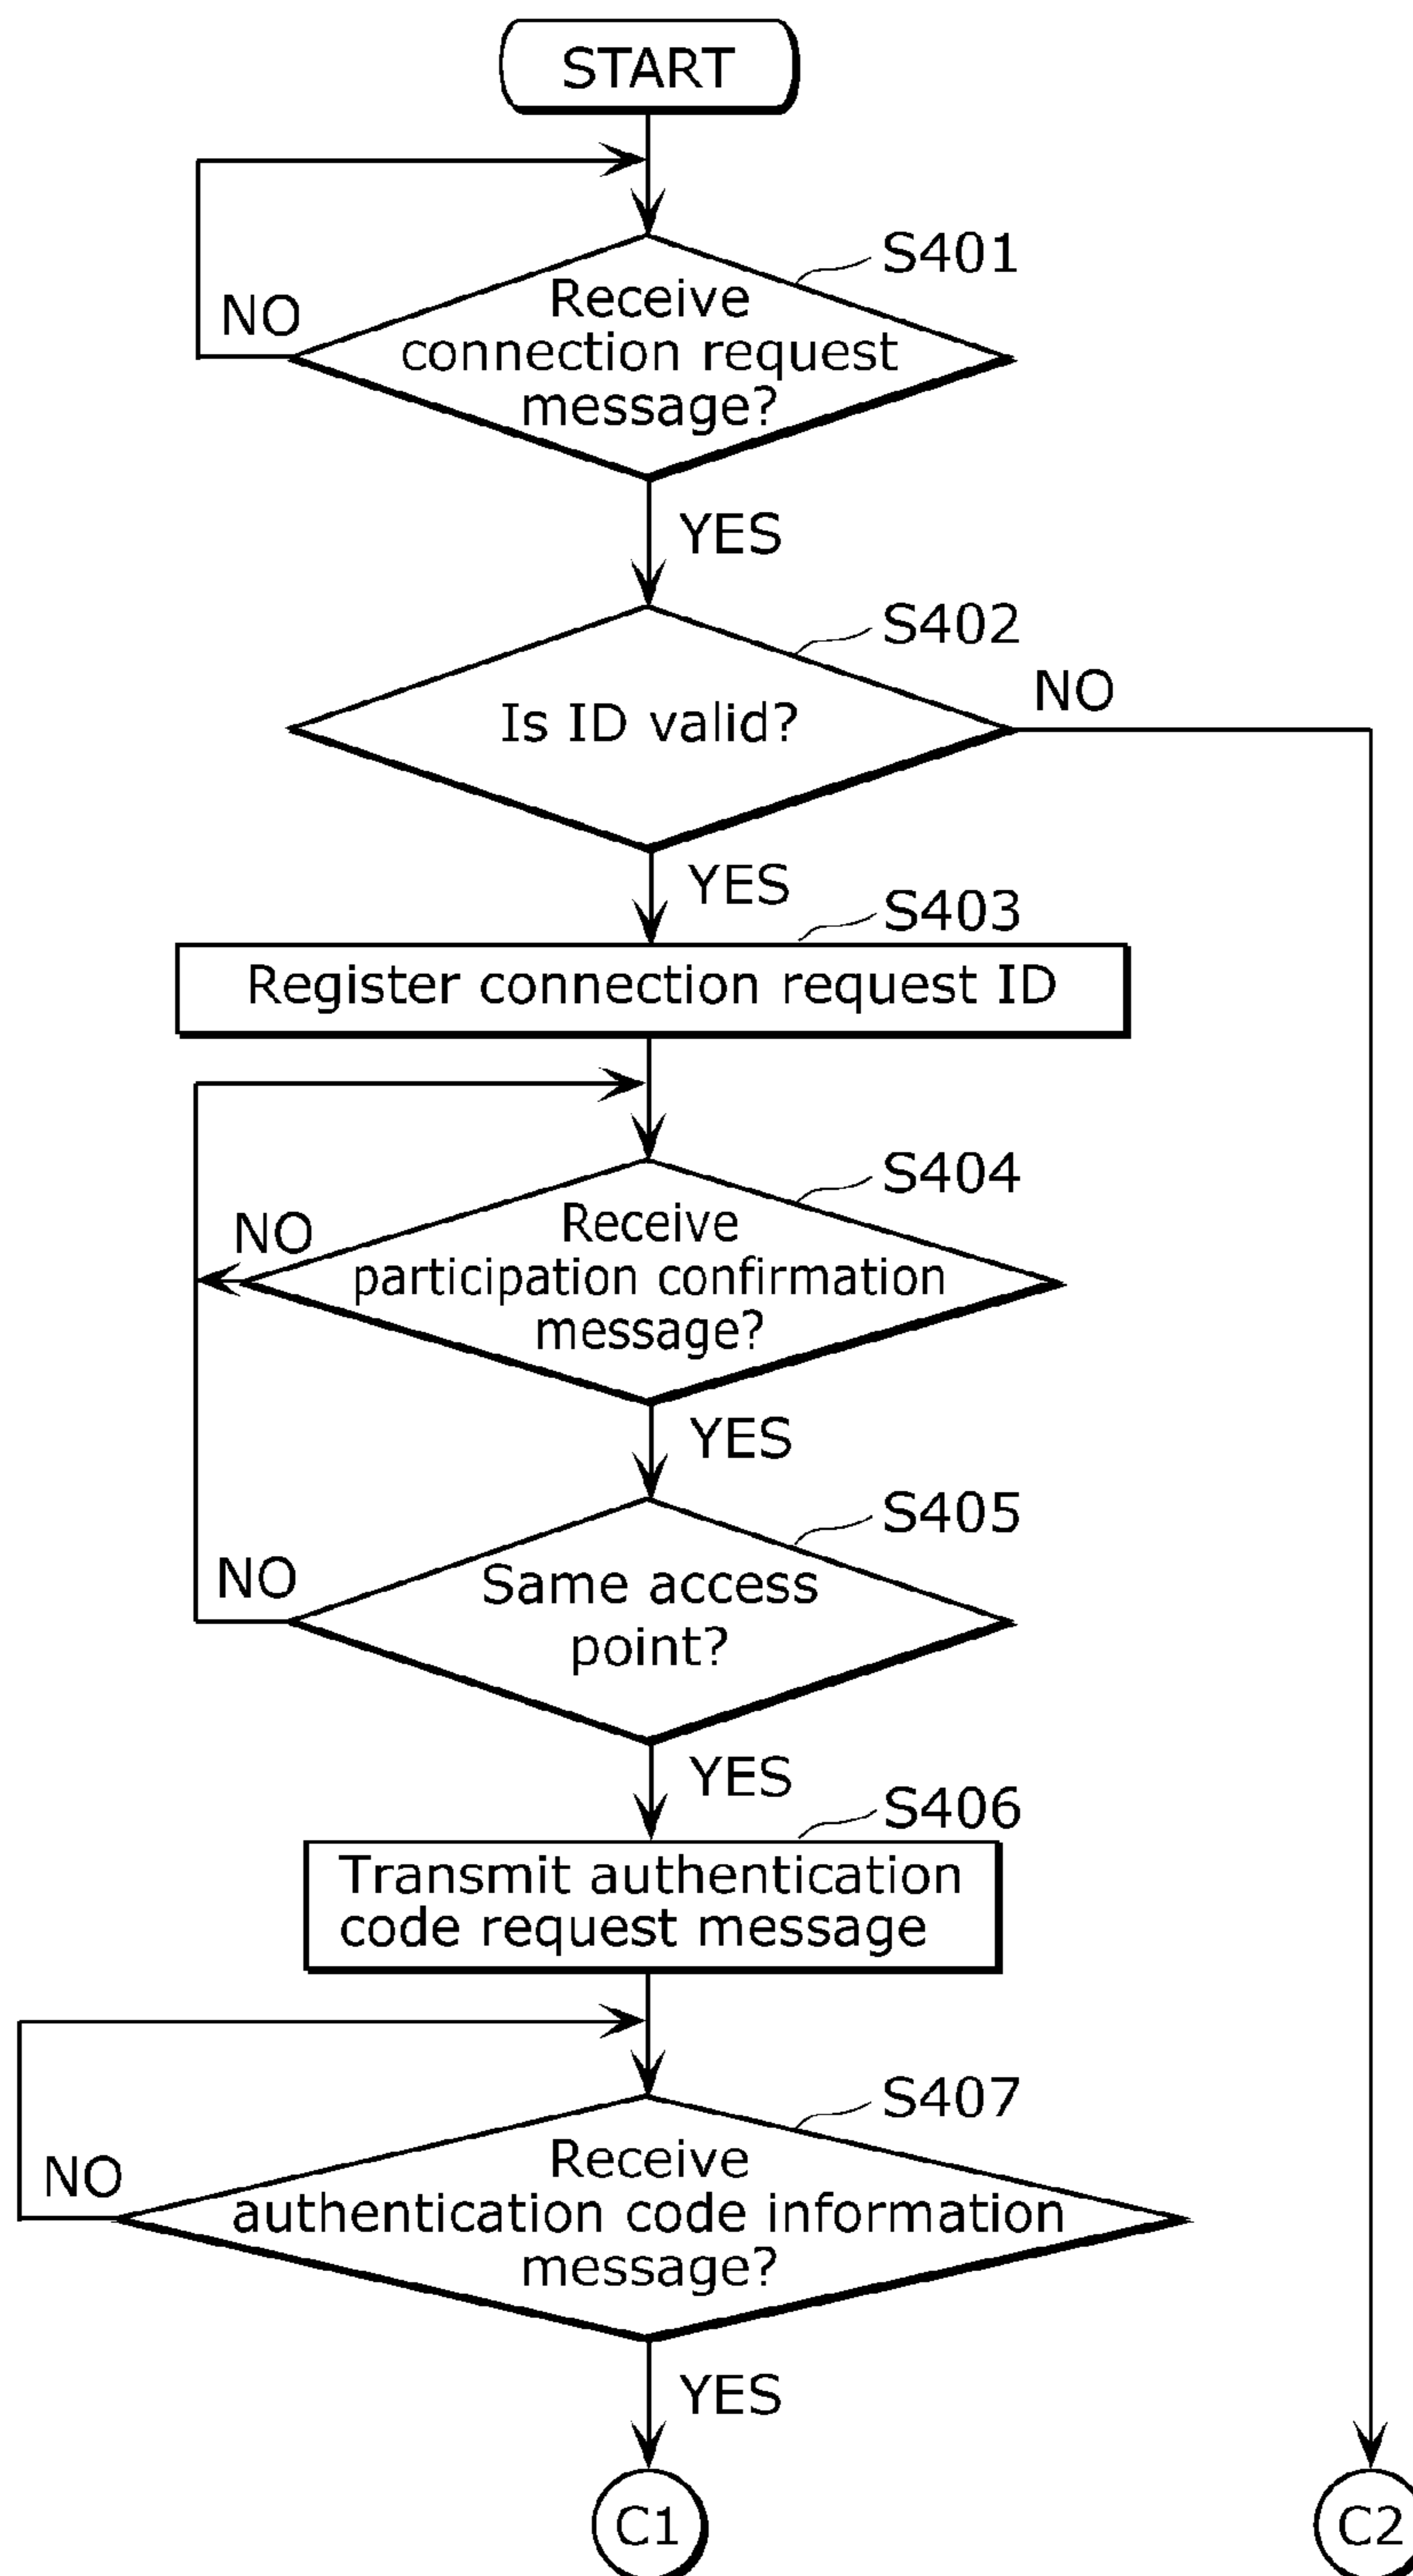 START
S401
Receive
connection request
message?
NO
YES
S402
Is ID valid?
NO
YES
S403
Register connection request ID
S404
Receive
participation confirmation
message?
NO
YES
S405
Same access
point?
NO
YES
S406
Transmit authentication
code request message
S407
Receive
authentication code information
message?
NO
YES
C1
C2